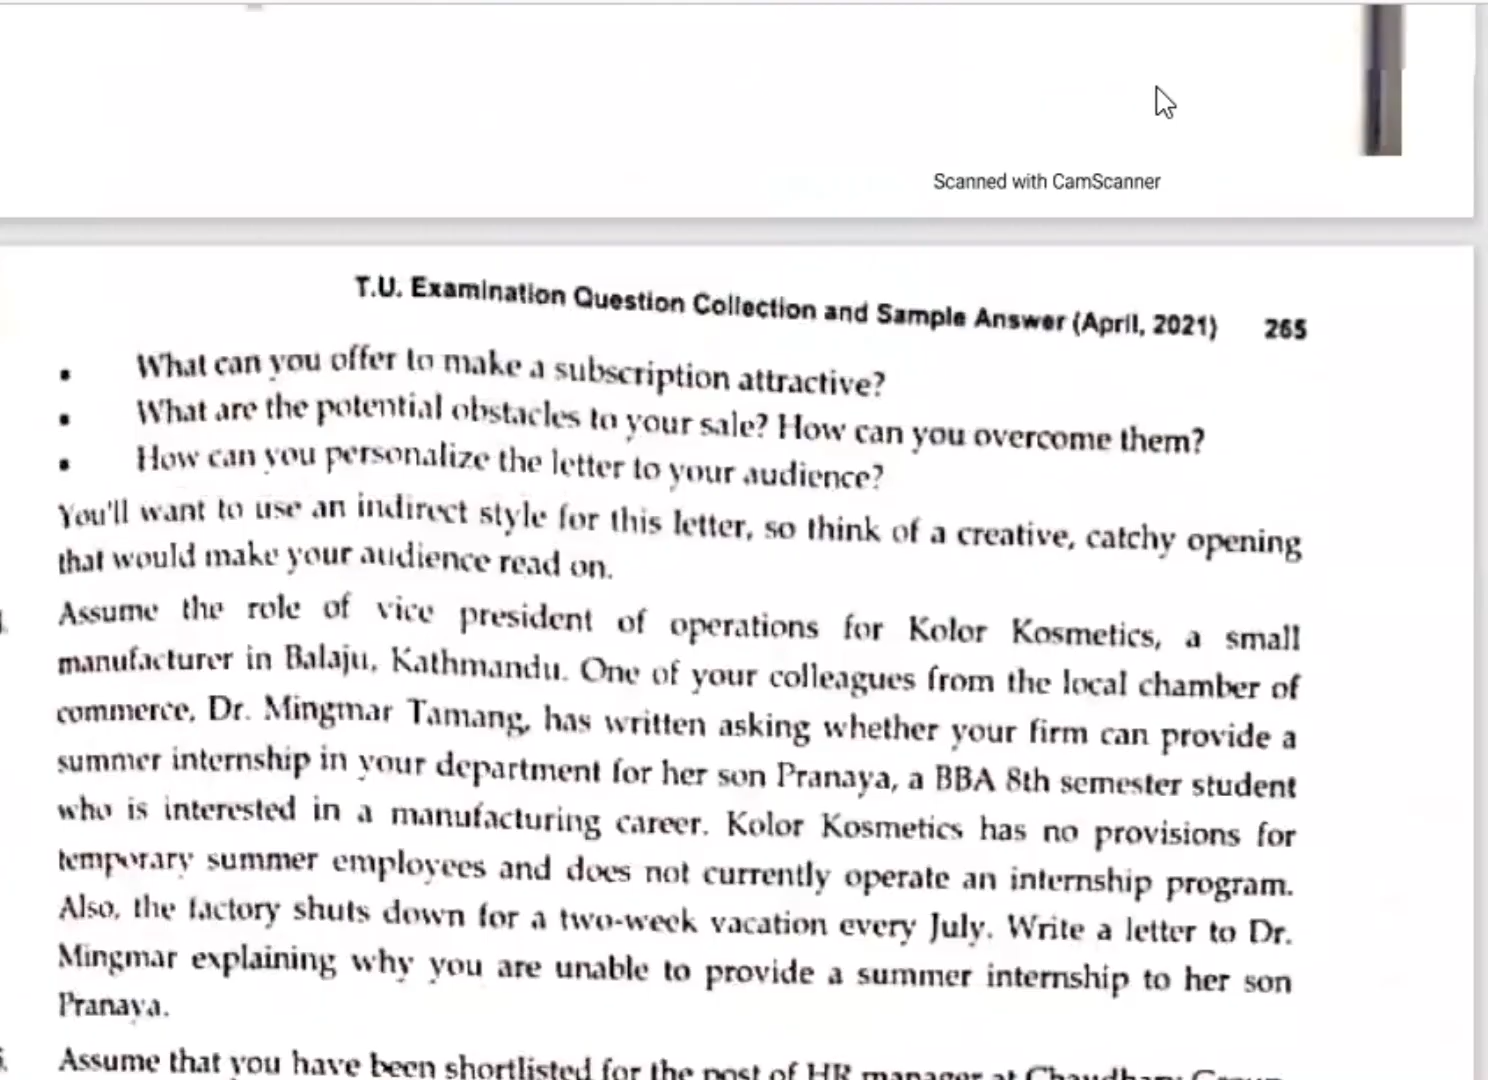 Scanned with CamScanner
T.U. Examination Question Collection and Sample Answer (April, 2021) 265
▪ What can you offer to make a subscription attractive?
▪ What are the potential obstacles to your sale? How can you overcome them?
▪ How can you personalize the letter to your audience?
You'll want to use an indirect style for this letter, so think of a creative, catchy opening
that would make your audience read on.
Assume the role of vice president of operations for Kolor Kosmetics, a small
manufacturer in Balaju, Kathmandu. One of your colleagues from the local chamber of
commerce, Dr. Mingmar Tamang, has written asking whether your firm can provide a
summer internship in your department for her son Pranaya, a BBA 8th semester student
who is interested in a manufacturing career. Kolor Kosmetics has no provisions for
temporary summer employees and does not currently operate an internship program.
Also, the factory shuts down for a two-week vacation every July. Write a letter to Dr.
Mingmar explaining why you are unable to provide a summer internship to her son
Pranaya.
Assume that you have been shortlisted for the post of HR manager at Chaudhary Group